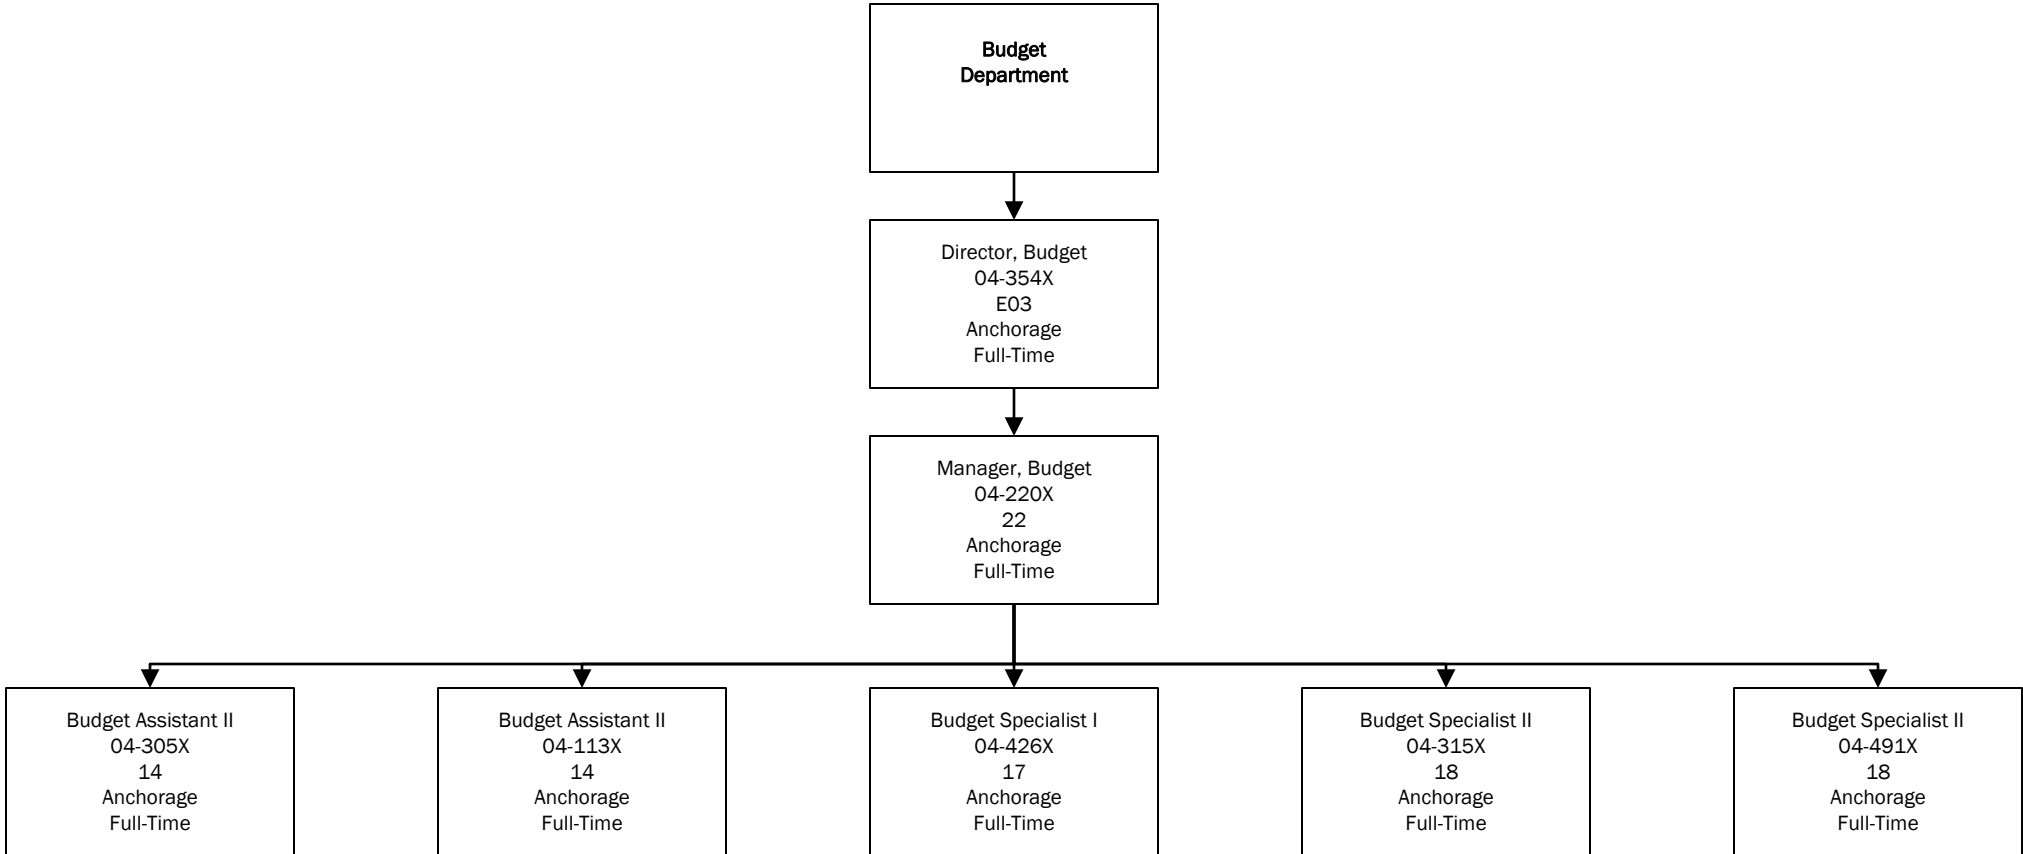 Budget
Department
Director, Budget
04-354X
E03
Anchorage
Full-Time
Manager, Budget
04-220X
22
Anchorage
Full-Time
Budget Assistant II
04-305X
14
Anchorage
Full-Time
Budget Assistant II
04-113X
14
Anchorage
Full-Time
Budget Specialist I
04-426X
17
Anchorage
Full-Time
Budget Specialist II
04-315X
18
Anchorage
Full-Time
Budget Specialist II
04-491X
18
Anchorage
Full-Time